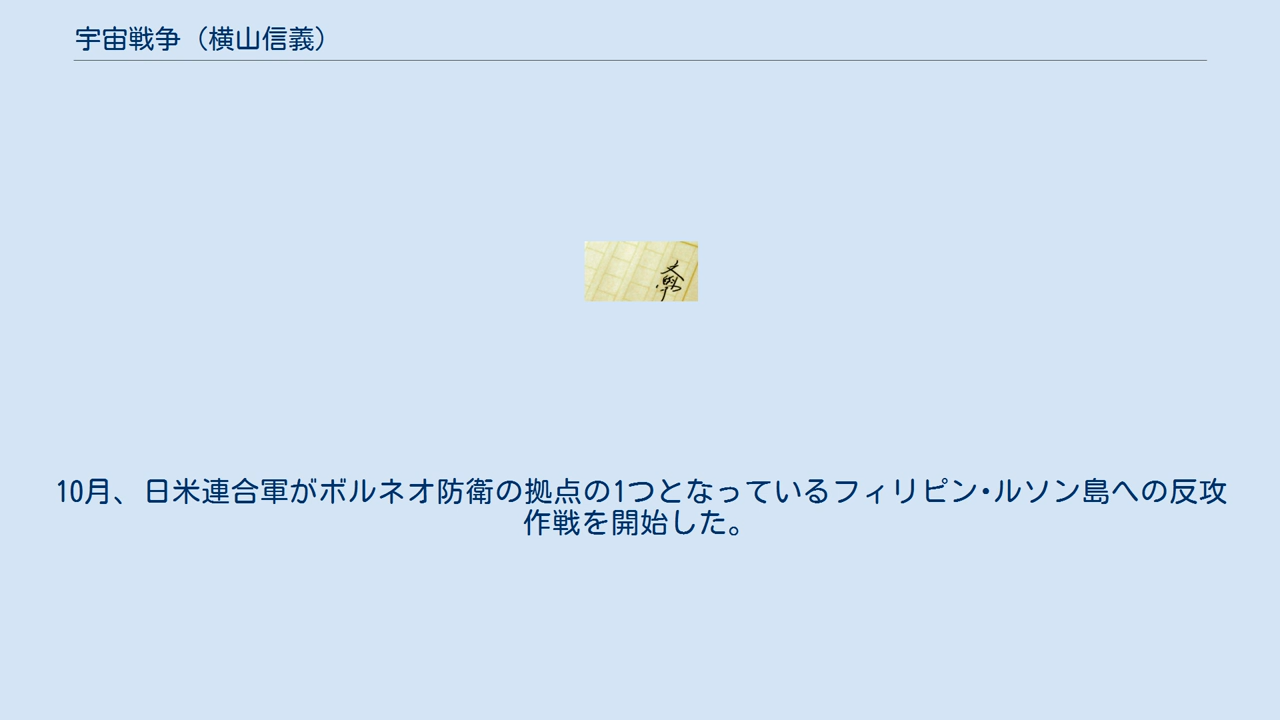 宇宙戦争（横山信義）
10月、日米連合軍がボルネオ防衛の拠点の1つとなっているフィリピン・ルソン島への反攻
作戦を開始した。